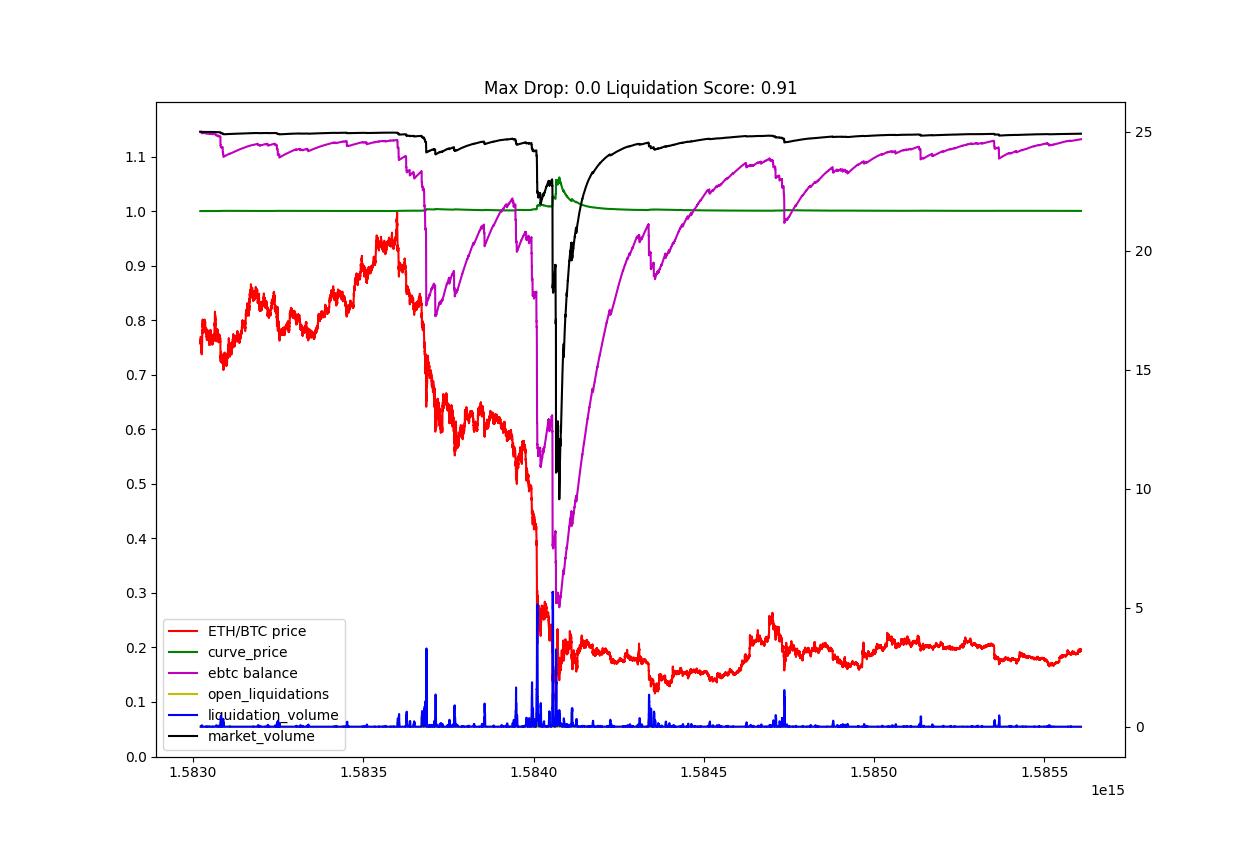 Max Drop: 0.0 Liquidation Score: 0.91
1.1
1.0
0.9
0.8
0.7
0.6
0.5
0.4
0.3
0.2
0.1
0.0
25
20
15
10
5
0
ETH/BTC price
curve_price
ebtc balance
open_liquidations
liquidation_volume
market_volume
1.5830 1.5835 1.5840 1.5845 1.5850 1.5855
1e15